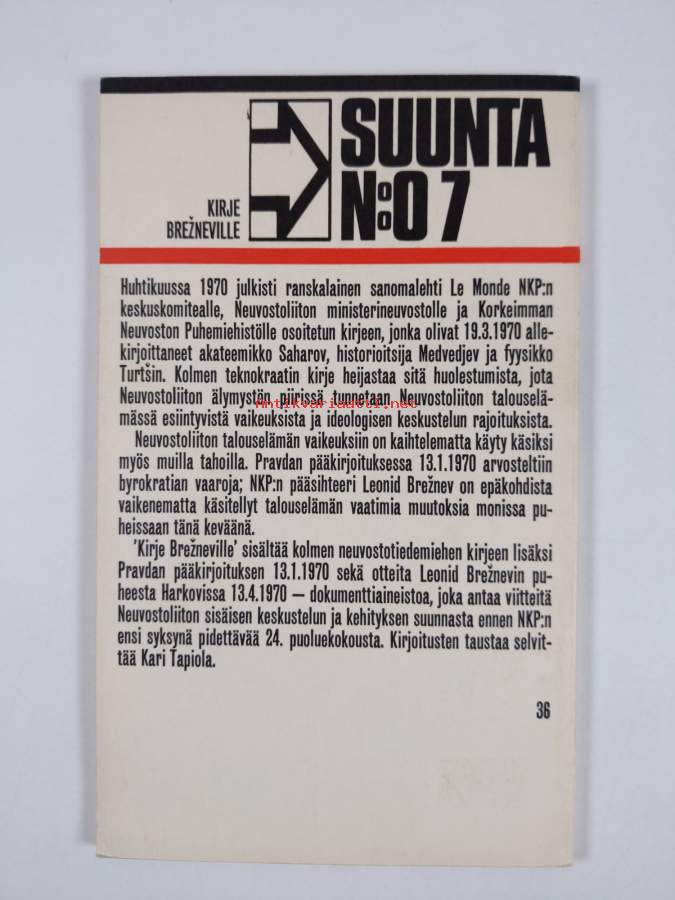 SUUNTA
KIRJE
BREŽNEVILLE
N:o 7
Huhtikuussa 1970 julkisti ranskalainen sanomalehti Le Monde NKP:n
keskuskomitealle, Neuvostoliiton ministerineuvostolle ja Korkeimman
Neuvoston Puhemiehistölle osoitetun kirjeen, jonka olivat 19.3.1970 alle-
kirjoittaneet akateemikko Saharov, historioitsija Medvedjev ja fyysikko
Turtšin. Kolmen teknokraatin kirje heijastaa sitä huolestumista, jota
Neuvostoliiton älymystön piirissä tunnetaan Neuvostoliiton talouselä-
Antikvariaatti.net
mässä esiintyvistä vaikeuksista ja ideologisen keskustelun rajoituksista.
Neuvostoliiton talouselämän vaikeuksiin on kaihtelematta käyty käsiksi
myös muilla tahoilla. Pravdan pääkirjoituksessa 13.1.1970 arvosteltiin
byrokratian vaaroja; NKP:n pääsihteeri Leonid Brežnev on epäkohdista
vaikenematta käsitellyt talouselämän vaatimia muutoksia monissa pu-
heissaan tänä keväänä.
'Kirje Brežneville' sisältää kolmen neuvostotiedemiehen kirjeen lisäksi
Pravdan pääkirjoituksen 13.1.1970 sekä otteita Leonid Brežnevin pu-
heesta Harkovissa 13.4.1970 — dokumenttiaineistoa, joka antaa viitteitä
Neuvostoliiton sisäisen keskustelun ja kehityksen suunnasta ennen NKP:n
ensi syksynä pidettävää 24. puoluekokousta. Kirjoitusten taustaa selvit-
tää Kari Tapiola.
36